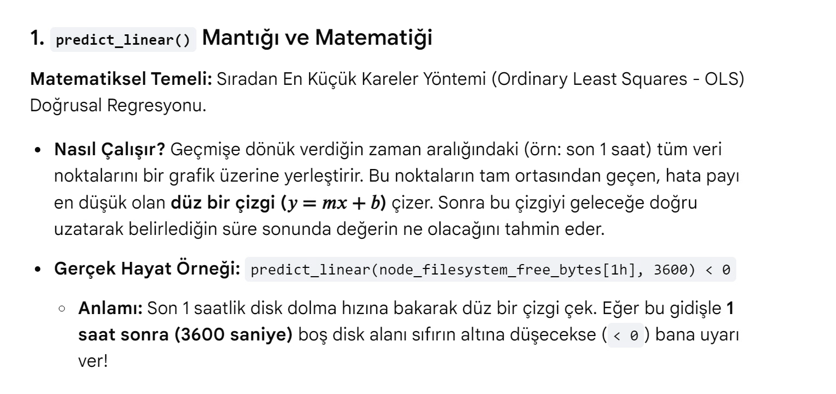 1. predict_linear() Mantığı ve Matematiği
Matematiksel Temeli: Sıradan En Küçük Kareler Yöntemi (Ordinary Least Squares - OLS)
Doğrusal Regresyonu.
• Nasıl Çalışır? Geçmişe dönük verdiğin zaman aralığındaki (örn: son 1 saat) tüm veri
noktalarını bir grafik üzerine yerleştirir. Bu noktaların tam ortasından geçen, hata payı
en düşük olan düz bir çizgi (y = mx + b) çizer. Sonra bu çizgiyi geleceğe doğru
uzatarak belirlediğin süre sonunda değerin ne olacağını tahmin eder.
• Gerçek Hayat Örneği: predict_linear(node_filesystem_free_bytes[1h], 3600) < 0
○ Anlamı: Son 1 saatlik disk dolma hızına bakarak düz bir çizgi çek. Eğer bu gidişle 1
saat sonra (3600 saniye) boş disk alanı sıfırın altına düşecekse ( < 0 ) bana uyarı
ver!